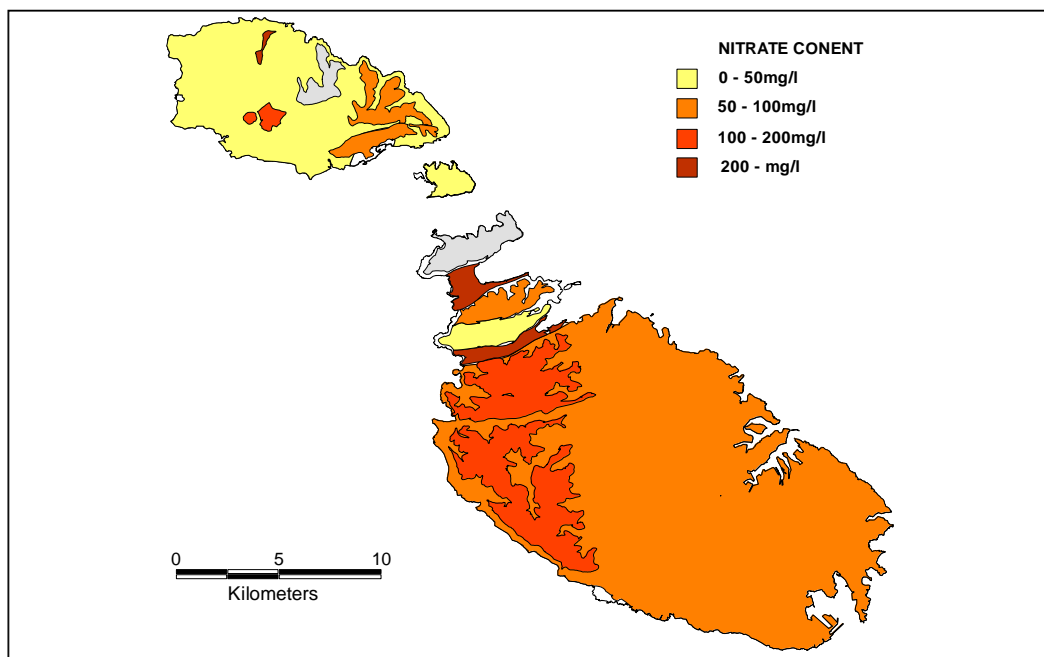 NITRATE CONENT
0 - 50mg/l
50 - 100mg/l
100 - 200mg/l
200 - mg/l
0 5 10
Kilometers